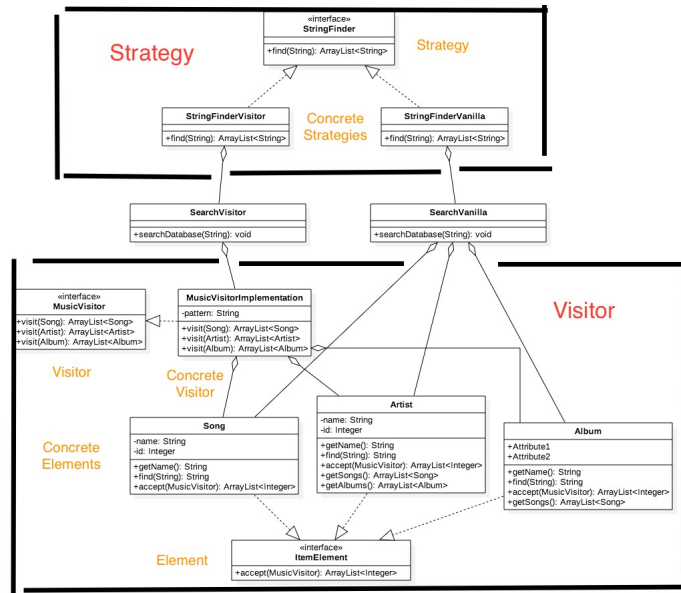 «interface»
StringFinder
+find(String): ArrayList<String>
Strategy
Strategy
StringFinderVisitor
+find(String): ArrayList<String>
Concrete
Strategies
StringFinderVanilla
+find(String): ArrayList<String>
SearchVisitor
+searchDatabase(String): void
SearchVanilla
+searchDatabase(String): void
«interface»
MusicVisitor
+visit(Song): ArrayList<Song>
+visit(Artist): ArrayList<Artist>
+visit(Album): ArrayList<Album>
MusicVisitorImplementation
-pattern: String
+visit(Song): ArrayList<Song>
+visit(Artist): ArrayList<Artist>
+visit(Album): ArrayList<Album>
Visitor
Visitor
Concrete
Visitor
Concrete
Elements
Song
-name: String
-id: Integer
+getName(): String
+find(String): String
+accept(MusicVisitor): ArrayList<Integer>
Artist
-name: String
-id: Integer
+getName(): String
+find(String): String
+accept(MusicVisitor): ArrayList<Integer>
+getSongs(): ArrayList<Song>
+getAlbums(): ArrayList<Album>
Album
+Attribute1
+Attribute2
+getName(): String
+find(String): String
+accept(MusicVisitor): ArrayList<Integer>
+getSongs(): ArrayList<Song>
Element
«interface»
ItemElement
+accept(MusicVisitor): ArrayList<Integer>